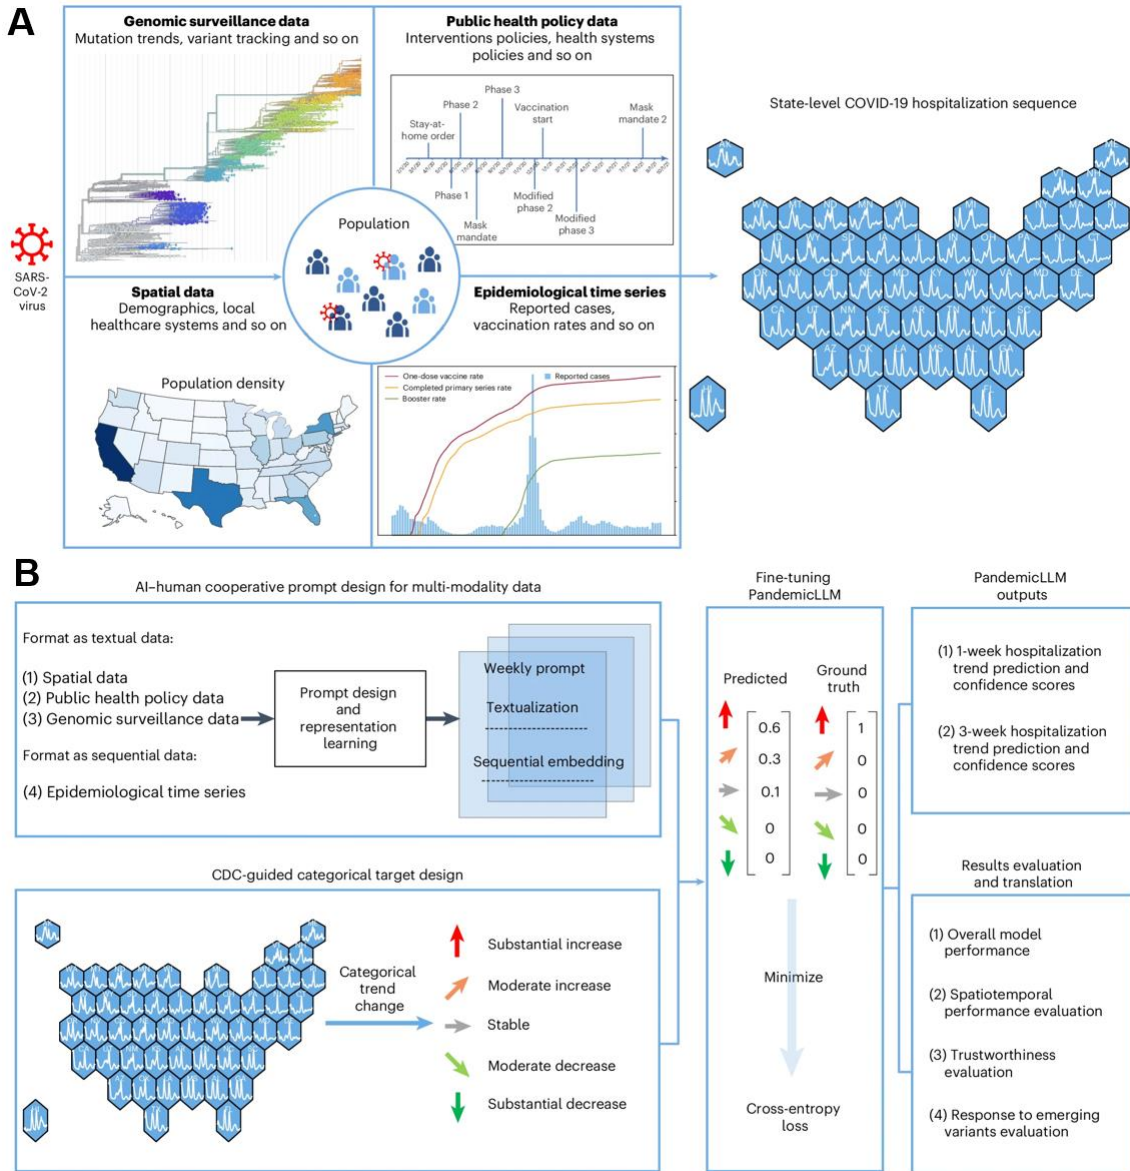 A
Genomic surveillance data
Mutation trends, variant tracking and so on
Public health policy data
Interventions policies, health systems
policies and so on
Stay-at-
home order
Phase 2
Phase 3
Vaccination
start
Mask
mandate 2
Phase 1
Mask
mandate
Modified
phase 2
Modified
phase 3
SARS-
CoV-2
virus
Population
Spatial data
Demographics, local
healthcare systems and so on
Epidemiological time series
Reported cases,
vaccination rates and so on
Population density
One-dose vaccine rate
Completed primary series rate
Booster rate
Reported cases
State-level COVID-19 hospitalization sequence
B
AI–human cooperative prompt design for multi-modality data
Format as textual data:
(1) Spatial data
(2) Public health policy data
(3) Genomic surveillance data
Format as sequential data:
(4) Epidemiological time series
Prompt design
and
representation
learning
Weekly prompt
Textualization
Sequential embedding
CDC-guided categorical target design
Categorical
trend
change
Substantial increase
Moderate increase
Stable
Moderate decrease
Substantial decrease
Fine-tuning
PandemicLLM
Predicted
Ground
truth
0.6
1
0.3
0
0.1
0
0
0
0
0
Minimize
Cross-entropy
loss
PandemicLLM
outputs
(1) 1-week hospitalization
trend prediction and
confidence scores
(2) 3-week hospitalization
trend prediction and
confidence scores
Results evaluation
and translation
(1) Overall model
performance
(2) Spatiotemporal
performance evaluation
(3) Trustworthiness
evaluation
(4) Response to emerging
variants evaluation